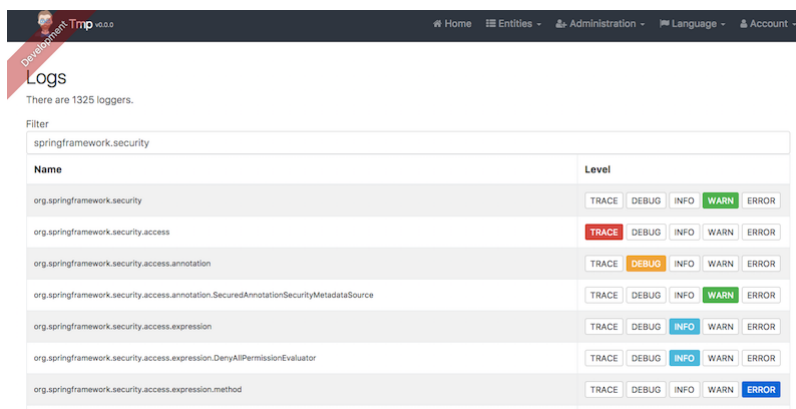 Development
Tmp v0.0.0 Home Entities Administration Language Account
Logs
There are 1325 loggers.
Filter
springframework.security
Name Level
org.springframework.security TRACE DEBUG INFO WARN ERROR
org.springframework.security.access TRACE DEBUG INFO WARN ERROR
org.springframework.security.access.annotation TRACE DEBUG INFO WARN ERROR
org.springframework.security.access.annotation.SecuredAnnotationSecurityMetadataSource TRACE DEBUG INFO WARN ERROR
org.springframework.security.access.expression TRACE DEBUG INFO WARN ERROR
org.springframework.security.access.expression.DenyAllPermissionEvaluator TRACE DEBUG INFO WARN ERROR
org.springframework.security.access.expression.method TRACE DEBUG INFO WARN ERROR